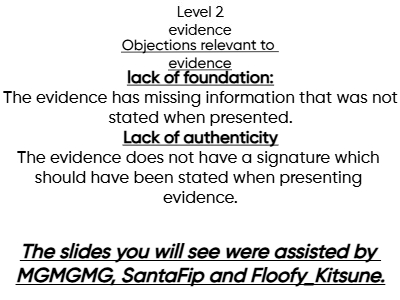 Level 2
evidence
Objections relevant to
evidence
lack of foundation:
The evidence has missing information that was not
stated when presented.
Lack of authenticity
The evidence does not have a signature which
should have been stated when presenting
evidence.
The slides you will see were assisted by
MGMGMG, SantaFip and Floofy_Kitsune.